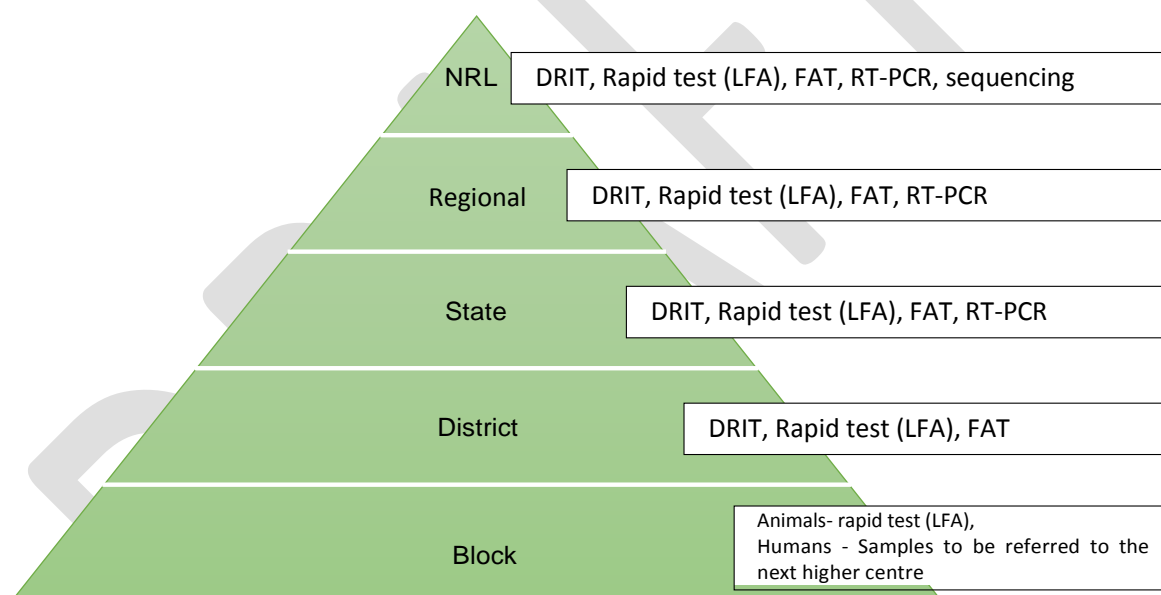 NRL
DRIT, Rapid test (LFA), FAT, RT-PCR, sequencing
Regional
DRIT, Rapid test (LFA), FAT, RT-PCR
State
DRIT, Rapid test (LFA), FAT, RT-PCR
District
DRIT, Rapid test (LFA), FAT
Block
Animals- rapid test (LFA),
Humans - Samples to be referred to the
next higher centre